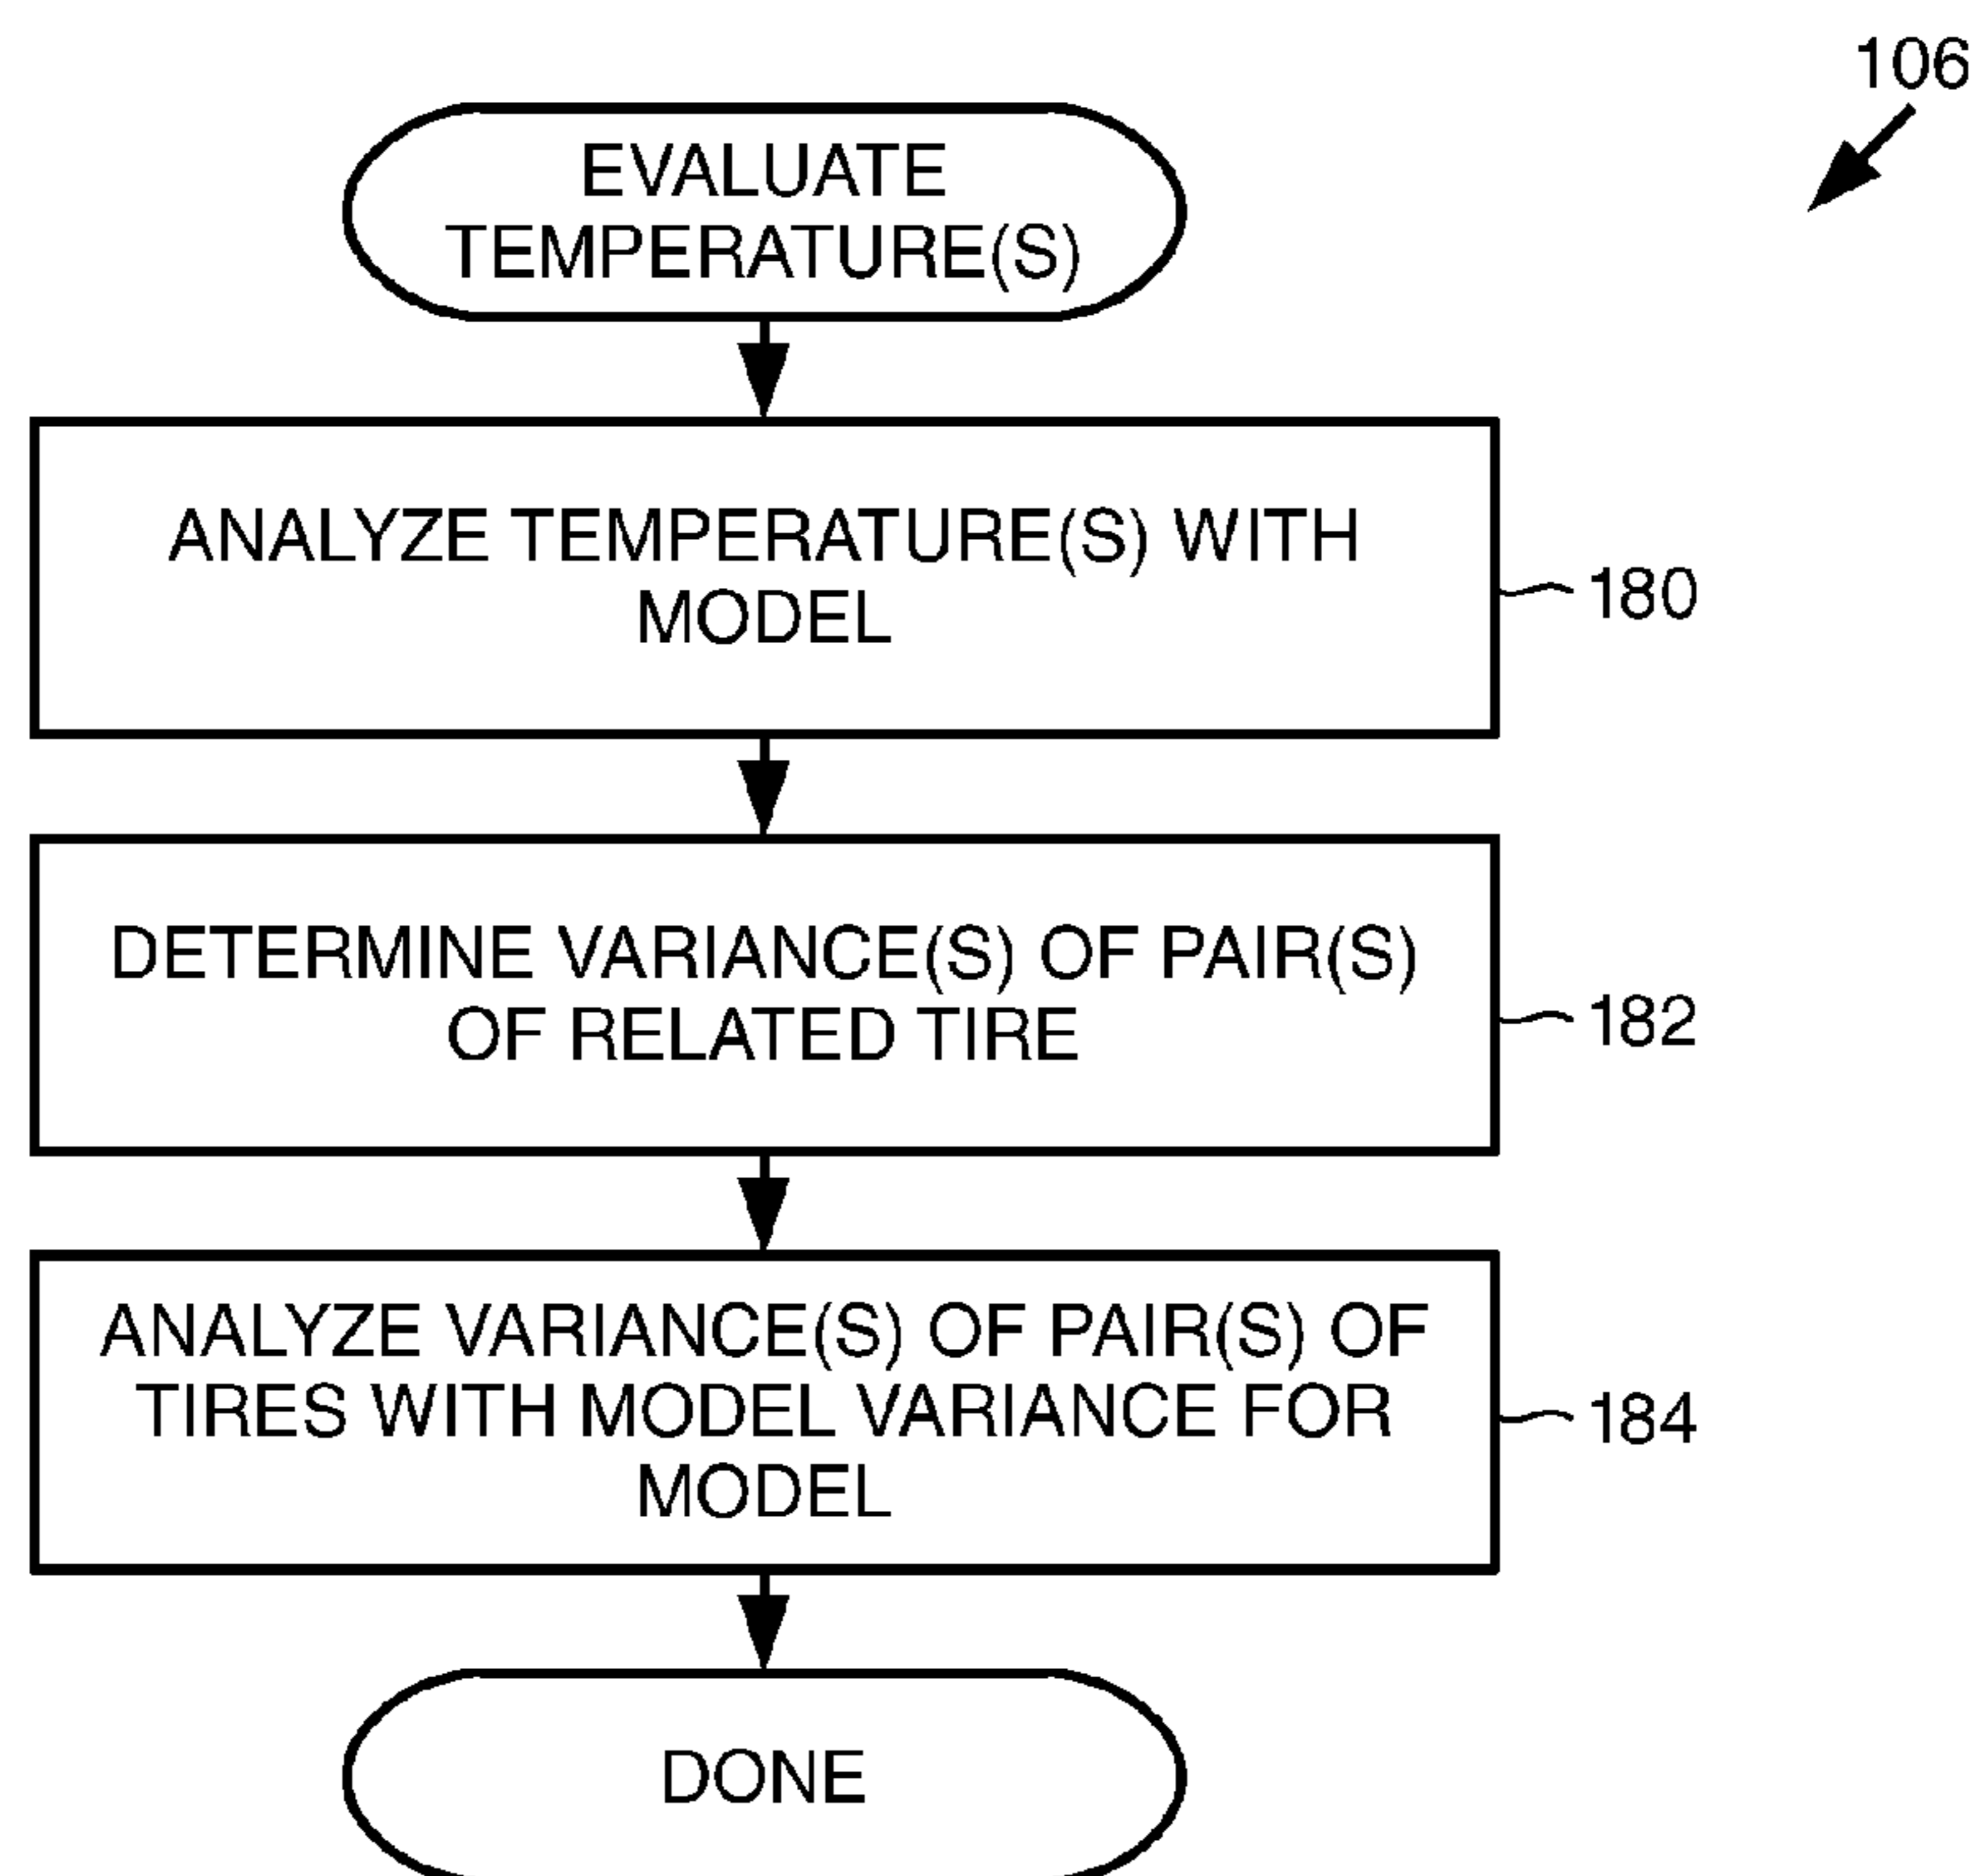 106
EVALUATE
TEMPERATURE(S)
ANALYZE TEMPERATURE(S) WITH
MODEL
180
DETERMINE VARIANCE(S) OF PAIR(S)
OF RELATED TIRE
182
ANALYZE VARIANCE(S) OF PAIR(S) OF
TIRES WITH MODEL VARIANCE FOR
MODEL
184
DONE